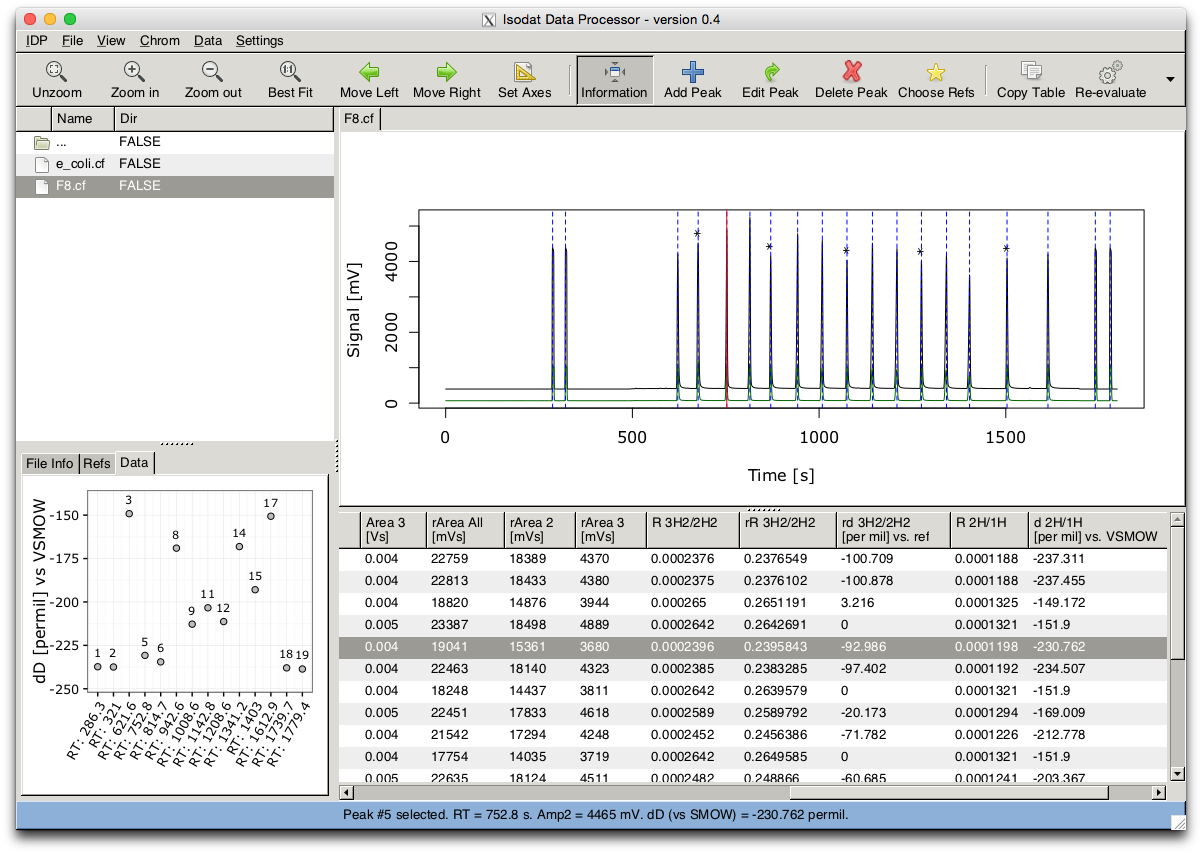 Isodat Data Processor - version 0.4
IDP File View Chrom Data Settings
Unzoom Zoom in Zoom out Best Fit Move Left Move Right Set Axes Information Add Peak Edit Peak Delete Peak Choose Refs Copy Table Re-evaluate
Name Dir
... FALSE
e_coli.cf FALSE
F8.cf FALSE
F8.cf
Signal [mV]
4000
2000
0
* * * * *
0 500 1000 1500
Time [s]
File Info Refs Data
dD [permil] vs VSMOW
-150
-175
-200
-225
-250
1 2 3 5 6 8 9 11 12 14 15 17 18 19
RT: 286.3
RT: 321
RT: 621.6
RT: 752.8
RT: 814.7
RT: 942.6
RT: 1008.6
RT: 1142.8
RT: 1208.6
RT: 1341.2
RT: 1403
RT: 1612.9
RT: 1739.7
RT: 1779.4
Area 3 rArea All rArea 2 rArea 3 R 3H2/2H2 rR 3H2/2H2 rd 3H2/2H2 R 2H/1H d 2H/1H
[Vs] [mVs] [mVs] [mVs] [per mil] vs. ref [per mil] vs. VSMOW
0.004 22759 18389 4370 0.0002376 0.2376549 -100.709 0.0001188 -237.311
0.004 22813 18433 4380 0.0002375 0.2376102 -100.878 0.0001188 -237.455
0.004 18820 14876 3944 0.000265 0.2651191 3.216 0.0001325 -149.172
0.005 23387 18498 4889 0.0002642 0.2642691 0 0.0001321 -151.9
0.004 19041 15361 3680 0.0002396 0.2395843 -92.986 0.0001198 -230.762
0.004 22463 18140 4323 0.0002385 0.2383285 -97.402 0.0001192 -234.507
0.004 18248 14437 3811 0.0002642 0.2639579 0 0.0001321 -151.9
0.005 22451 17833 4618 0.0002589 0.2589792 -20.173 0.0001294 -169.009
0.004 21542 17294 4248 0.0002452 0.2456386 -71.782 0.0001226 -212.778
0.004 17754 14035 3719 0.0002642 0.2649585 0 0.0001321 -151.9
0.005 22635 18124 4511 0.0002482 0.248866 -60.685 0.0001241 -203.367
Peak #5 selected. RT = 752.8 s. Amp2 = 4465 mV. dD (vs SMOW) = -230.762 permil.